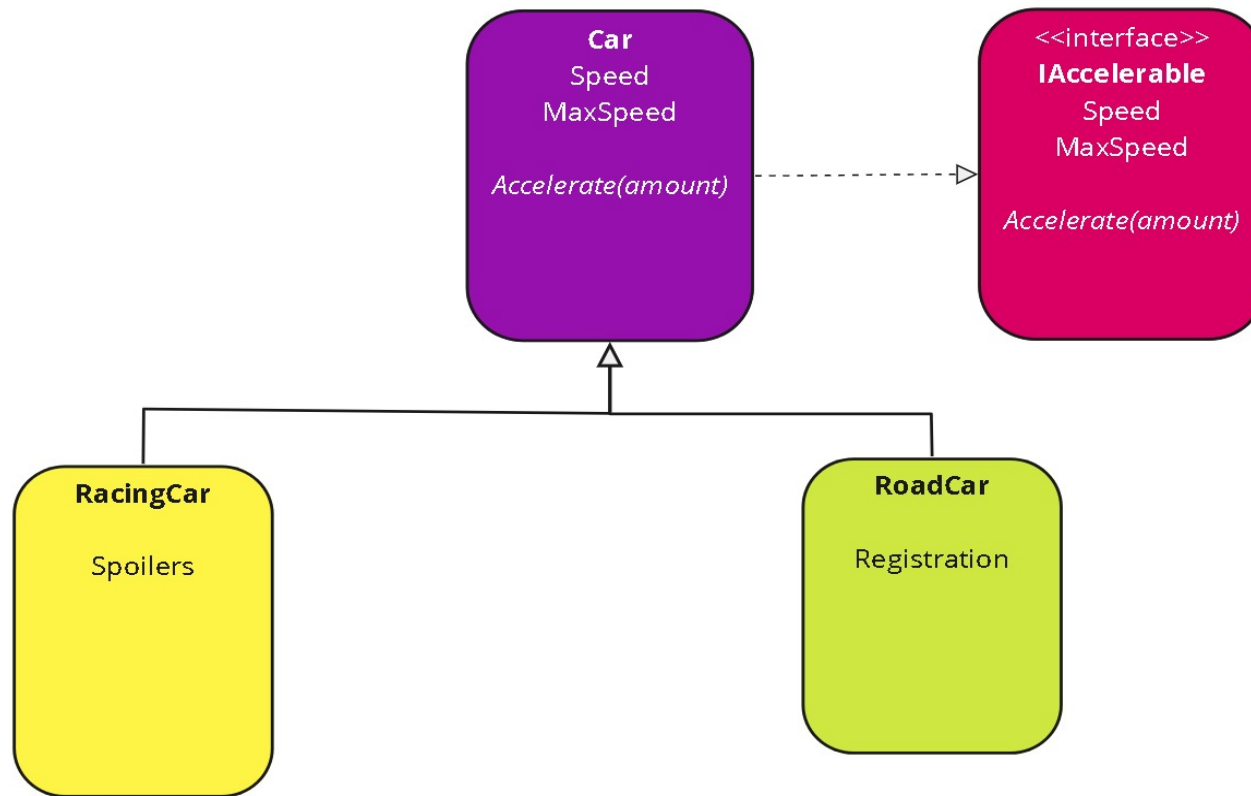 Car
Speed
MaxSpeed
Accelerate(amount)
<<interface>>
IAccelerable
Speed
MaxSpeed
Accelerate(amount)
RacingCar
Spoilers
RoadCar
Registration